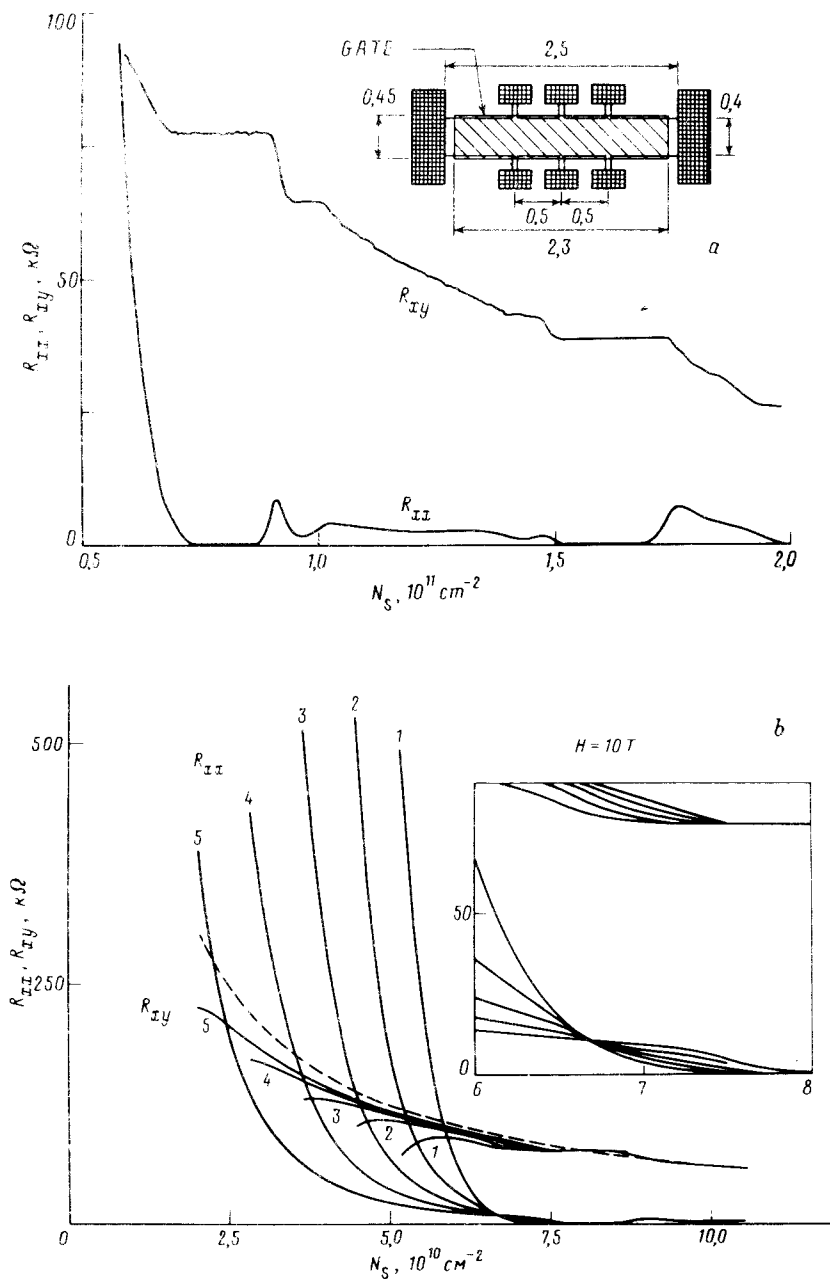 100
GATE
2,5
0,45
0,4
0,5
0,5
2,3
a
50
R_xx, R_xy, кΩ
R_xy
R_xx
0
0,5
1,0
1,5
2,0
N_s, 10^11 cm^-2
500
3
2
1
b
H = 10 T
R_xx
4
5
50
250
R_xx, R_xy, кΩ
R_xy
5
4
3
2
1
0
6
7
8
0
2,5
5,0
7,5
10,0
N_s, 10^10 см^-2